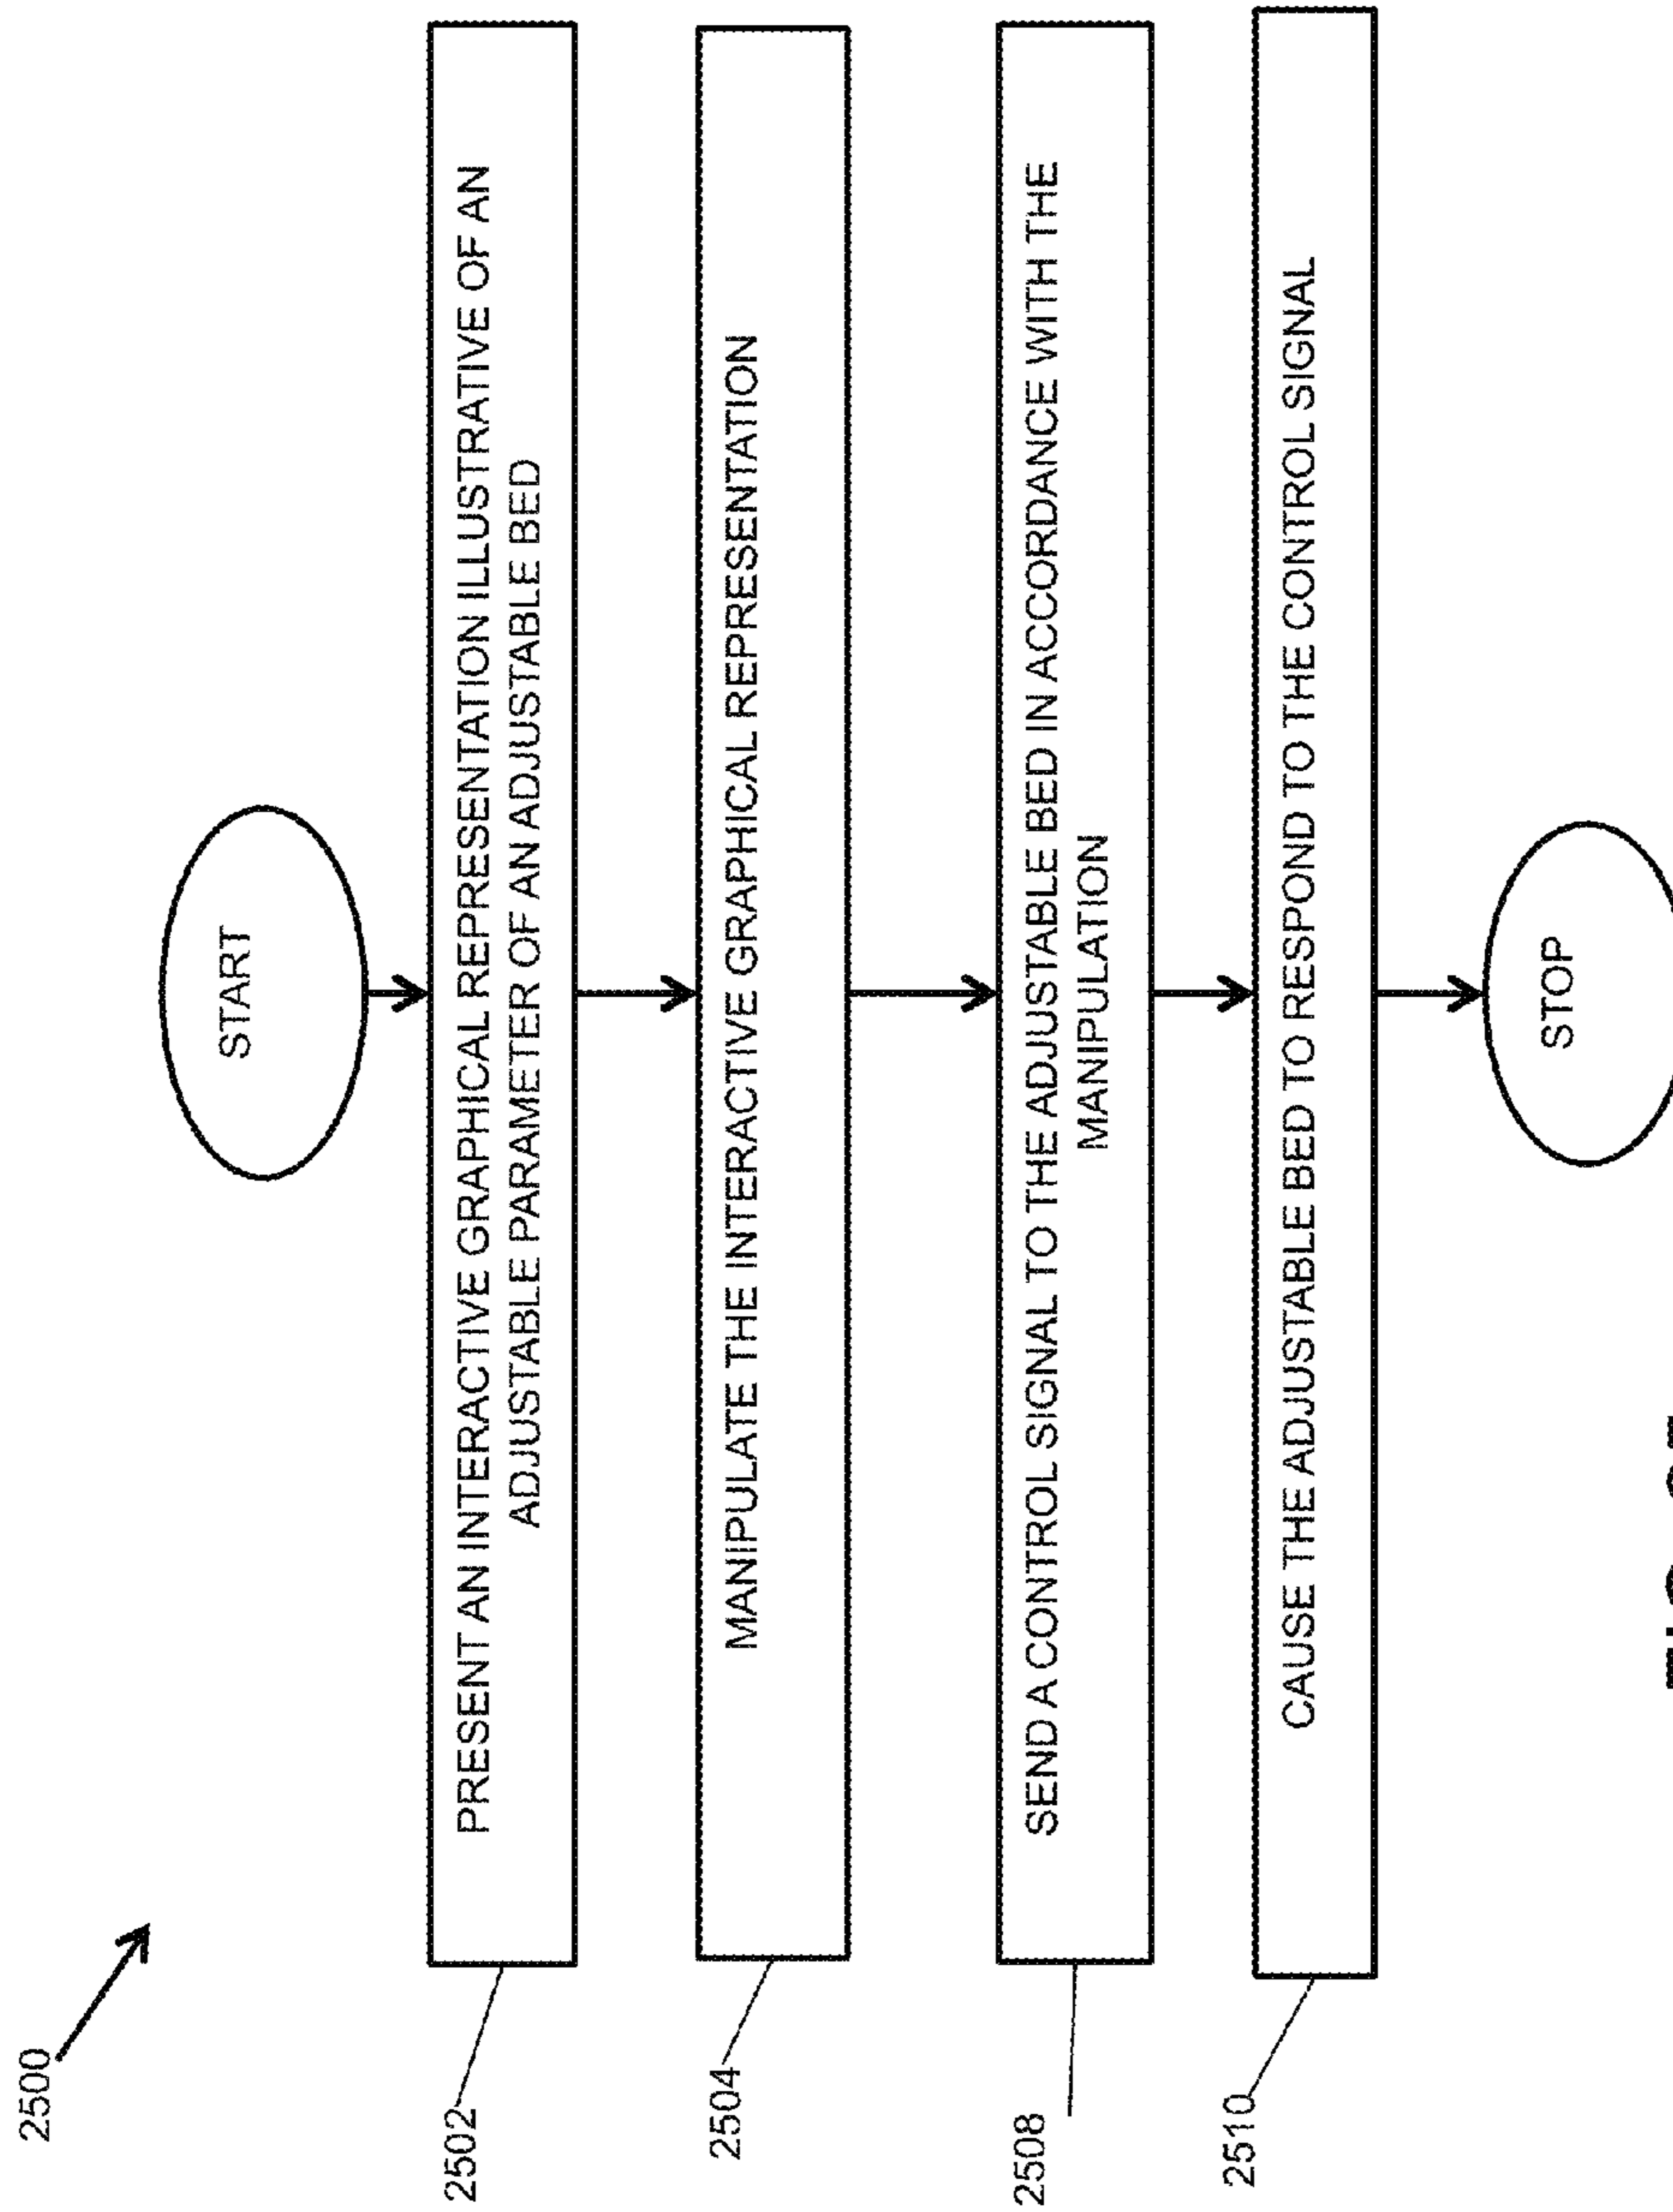 2500
START
2502
PRESENT AN INTERACTIVE GRAPHICAL REPRESENTATION ILLUSTRATIVE OF AN
ADJUSTABLE PARAMETER OF AN ADJUSTABLE BED
2504
MANIPULATE THE INTERACTIVE GRAPHICAL REPRESENTATION
2508
SEND A CONTROL SIGNAL TO THE ADJUSTABLE BED IN ACCORDANCE WITH THE
MANIPULATION
2510
CAUSE THE ADJUSTABLE BED TO RESPOND TO THE CONTROL SIGNAL
STOP